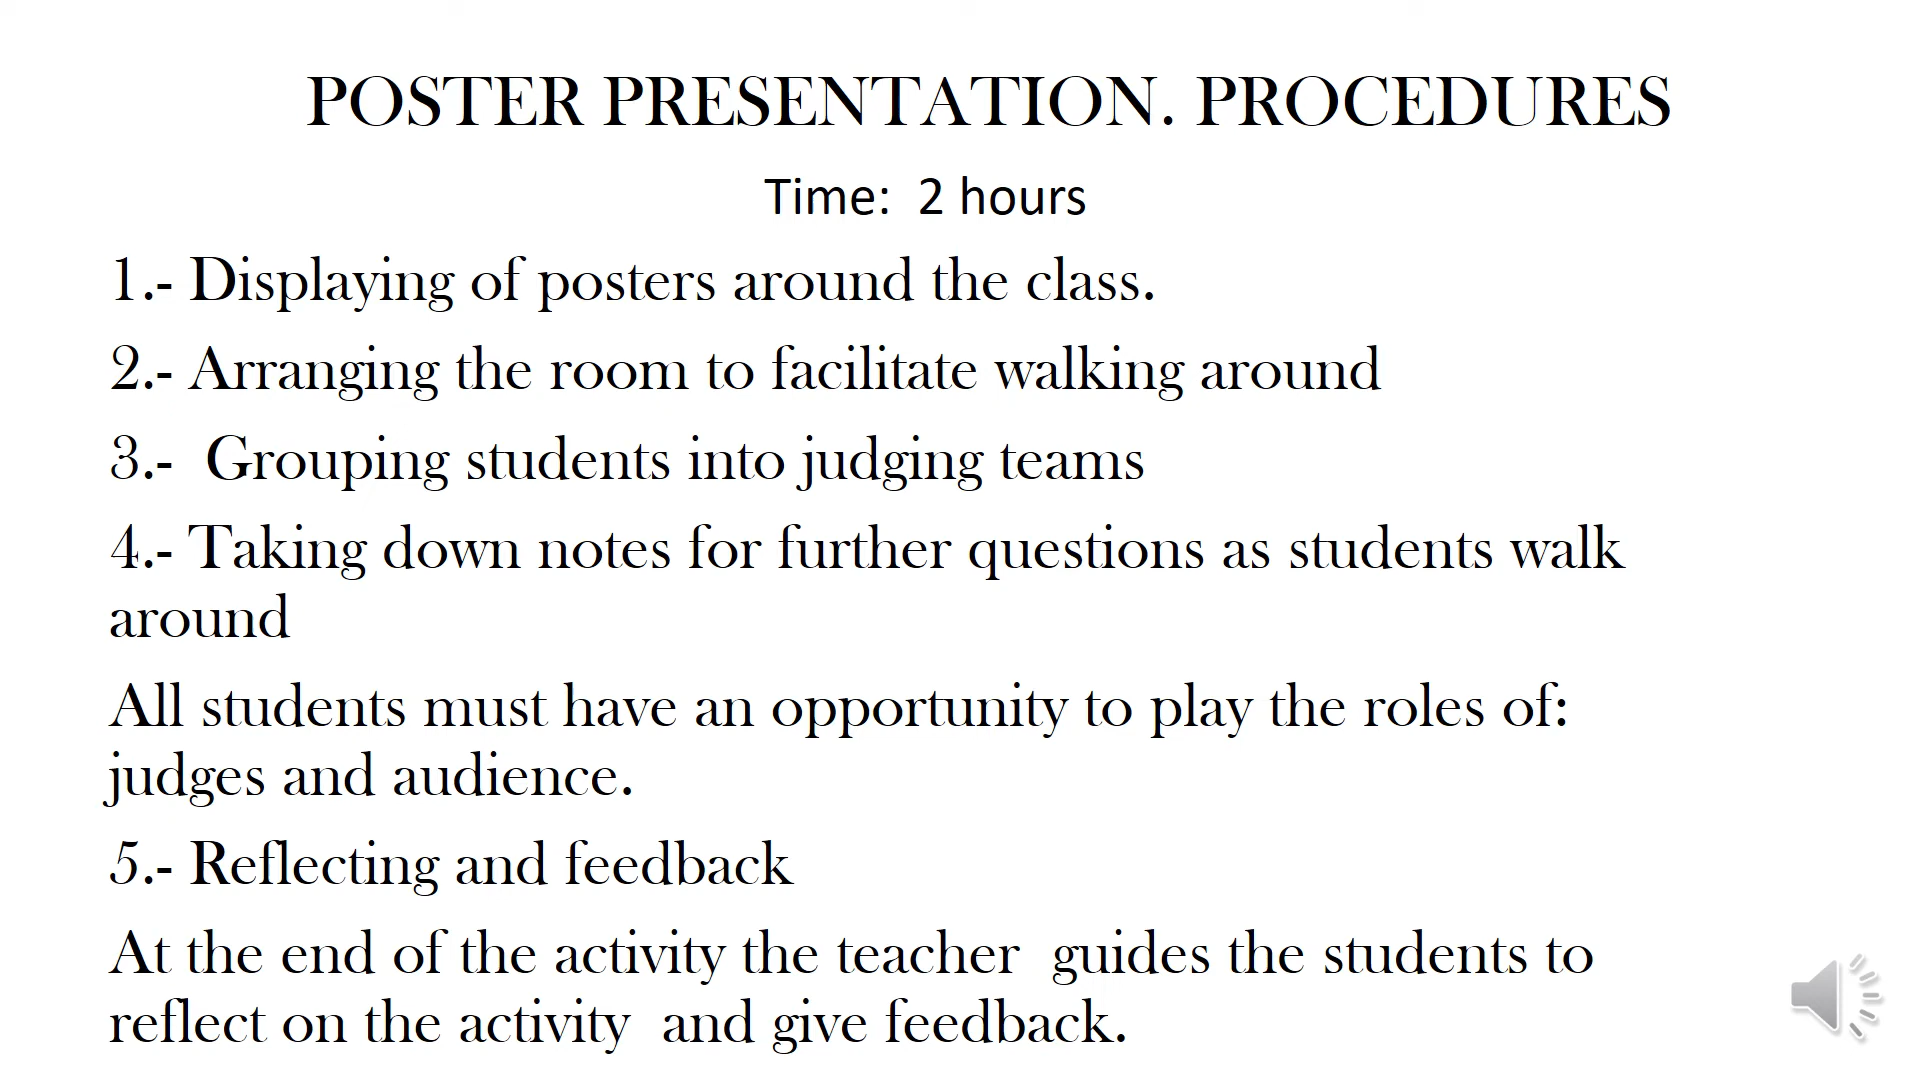 POSTER PRESENTATION. PROCEDURES
Time:  2 hours
1.- Displaying of posters around the class.
2.- Arranging the room to facilitate walking around
3.-  Grouping students into judging teams
4.- Taking down notes for further questions as students walk
around
All students must have an opportunity to play the roles of:
judges and audience.
5.- Reflecting and feedback
At the end of the activity the teacher  guides the students to
reflect on the activity  and give feedback.